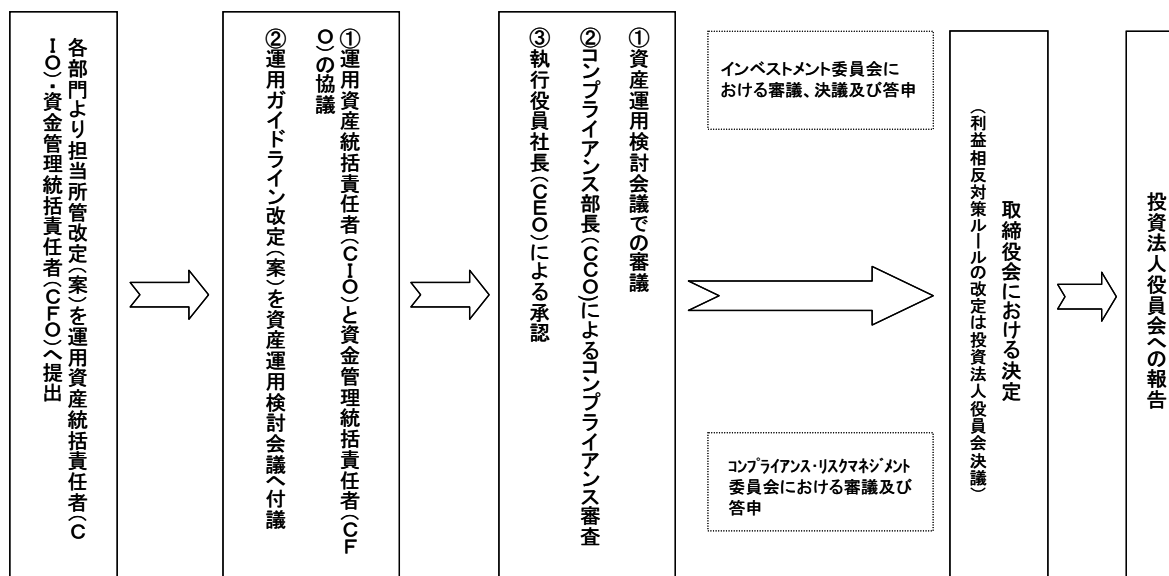 各部門より担当所管改定(案)を運用資産統括責任者(C
IO)・資金管理統括責任者(CFO)へ提出
①運用資産統括責任者(CIO)と資金管理統括責任者(CF
O)の協議
②運用ガイドライン改定(案)を資産運用検討会議へ付議
①資産運用検討会議での審議
②コンプライアンス部長(CCO)によるコンプライアンス審査
③執行役員社長(CEO)による承認
インベストメント委員会に
おける審議、決議及び答申
コンプライアンス・リスクマネジメント
委員会における審議及び
答申
取締役会における決定
(利益相反対策ルールの改定は投資法人役員会決議)
投資法人役員会への報告